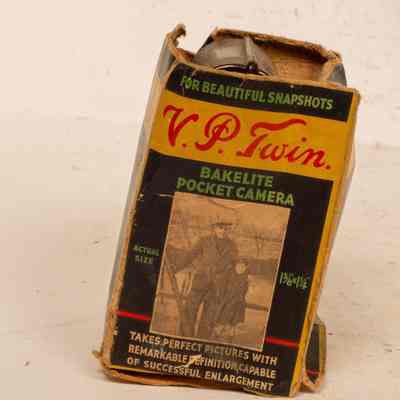 FOR BEAUTIFUL SNAPSHOTS
V.P. Twin.
BAKELITE
POCKET CAMERA
ACTUAL
SIZE
TAKES PERFECT PICTURES WITH
REMARKABLE DEFINITION, CAPABLE
OF SUCCESSFUL ENLARGEMENT